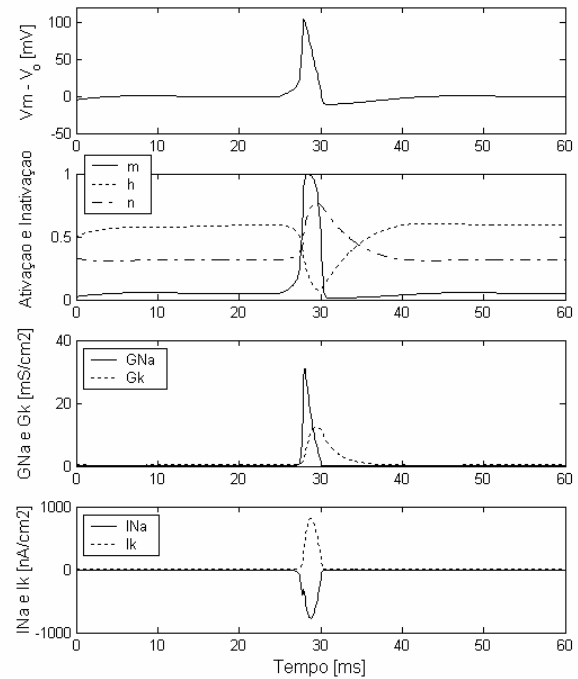 Vm - Vo [mV]
100
50
0
-50
0 10 20 30 40 50 60
Ativaçao e Inativaçao
m
h
n
1
0.5
0
0 10 20 30 40 50 60
GNa e Gk [mS/cm2]
GNa
Gk
40
20
0
0 10 20 30 40 50 60
INa e Ik [nA/cm2]
INa
Ik
1000
0
-1000
0 10 20 30 40 50 60
Tempo [ms]